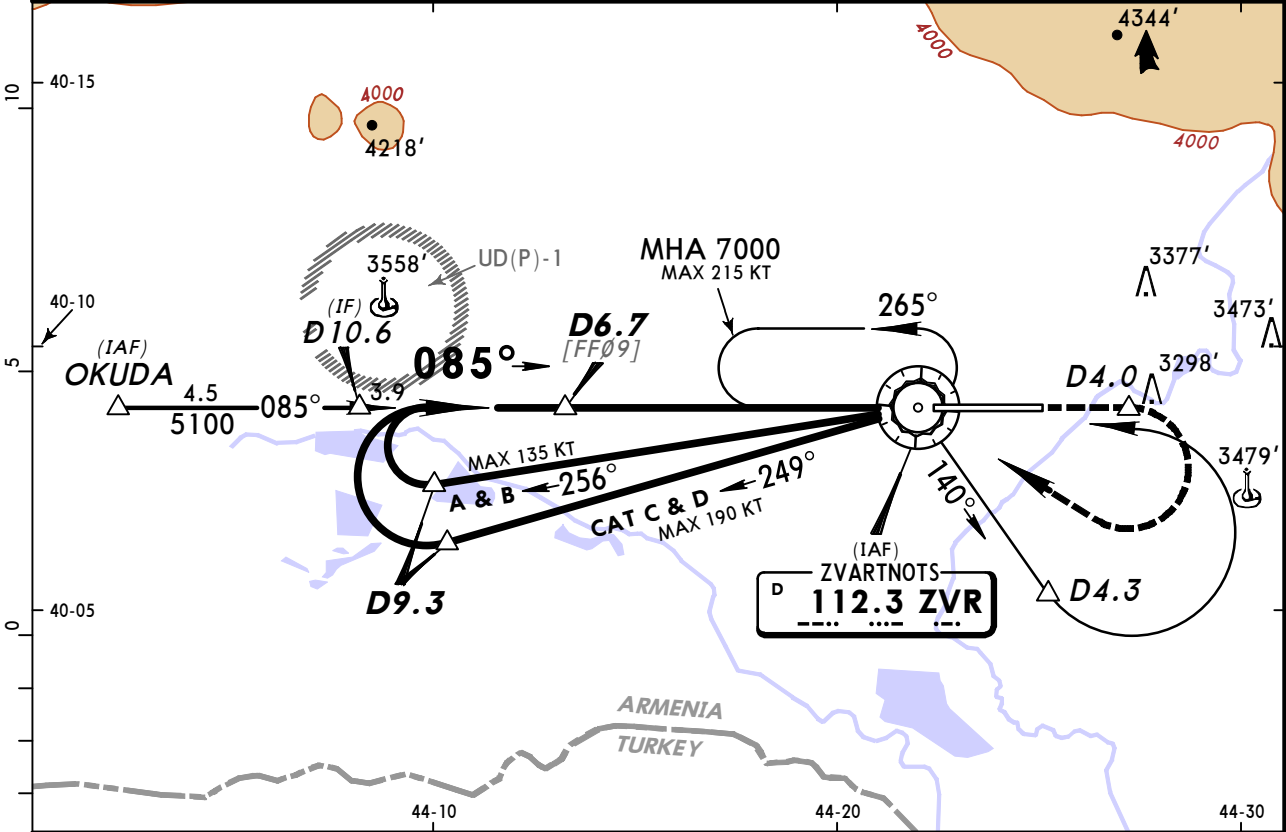 4344'
4000
10
40-15
4000
4218'
4000
3558'
UD(P)-1
MHA 7000
MAX 215 KT
3377'
40-10
(IF)
D10.6
265°
3473'
5
(IAF)
OKUDA
D6.7
[FFØ9]
085°
D4.0
3298'
4.5
085°
3.9
5100
MAX 135 KT
A & B
256°
CAT C & D
249°
MAX 190 KT
140°
3479'
D9.3
(IAF)
ZVARTNOTS
D 112.3 ZVR
D4.3
40-05
0
ARMENIA
TURKEY
44-10
44-20
44-30